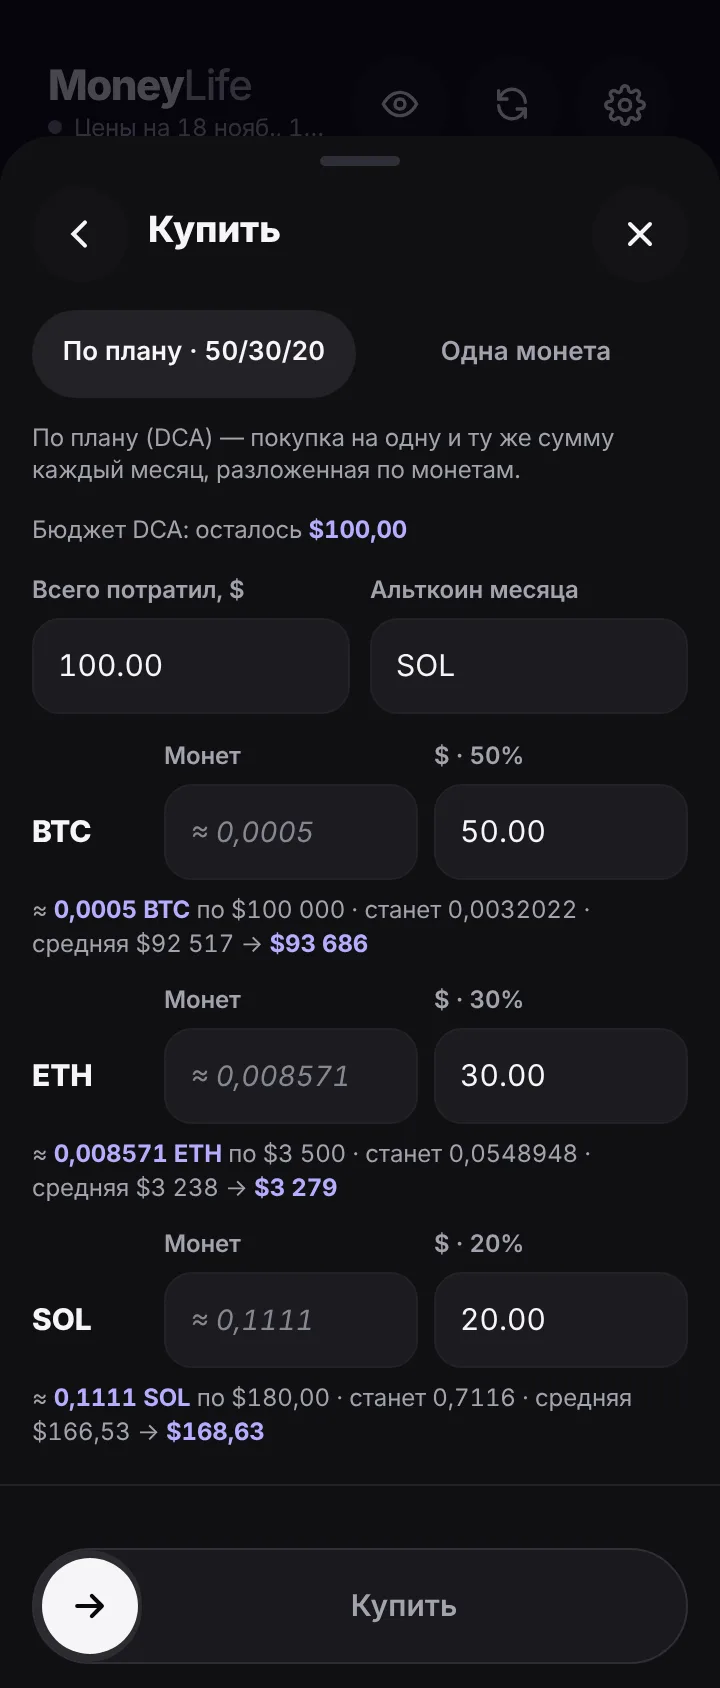 MoneyLife
Цены на 18 нояб., 1...
Купить
По плану · 50/30/20
Одна монета
По плану (DCA) — покупка на одну и ту же сумму
каждый месяц, разложенная по монетам.
Бюджет DCA: осталось $100,00
Всего потратил, $
Альткоин месяца
100.00
SOL
Монет
$ · 50%
BTC
≈ 0,0005
50.00
≈ 0,0005 BTC по $100 000 · станет 0,0032022 ·
средняя $92 517 → $93 686
Монет
$ · 30%
ETH
≈ 0,008571
30.00
≈ 0,008571 ETH по $3 500 · станет 0,0548948 ·
средняя $3 238 → $3 279
Монет
$ · 20%
SOL
≈ 0,1111
20.00
≈ 0,1111 SOL по $180,00 · станет 0,7116 · средняя
$166,53 → $168,63
Купить